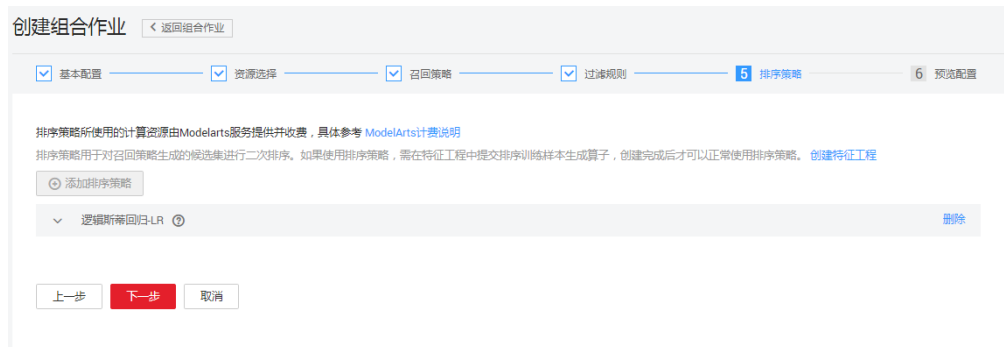 创建组合作业 < 返回组合作业
基本配置 资源选择 召回策略 过滤规则 5 排序策略 6 预览配置
排序策略所使用的计算资源由Modelarts服务提供并收费，具体参考 ModelArts计费说明
排序策略用于对召回策略生成的候选集进行二次排序。如果使用排序策略，需在特征工程中提交排序训练样本生成算子，创建完成后才可以正常使用排序策略。 创建特征工程
添加排序策略
逻辑斯蒂回归-LR ? 删除
上一步 下一步 取消